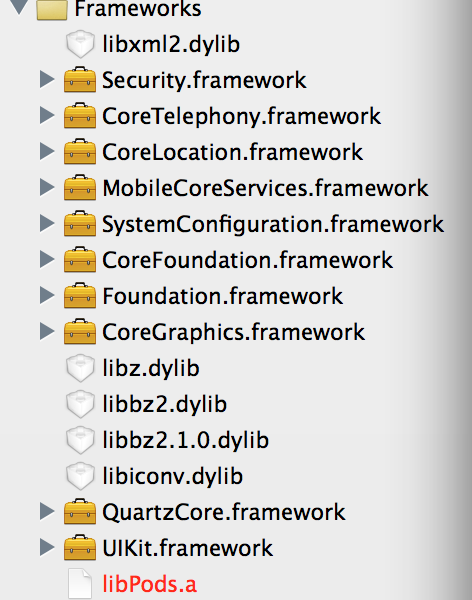 Frameworks
libxml2.dylib
Security.framework
CoreTelephony.framework
CoreLocation.framework
MobileCoreServices.framework
SystemConfiguration.framework
CoreFoundation.framework
Foundation.framework
CoreGraphics.framework
libz.dylib
libbz2.dylib
libbz2.1.0.dylib
libiconv.dylib
QuartzCore.framework
UIKit.framework
libPods.a